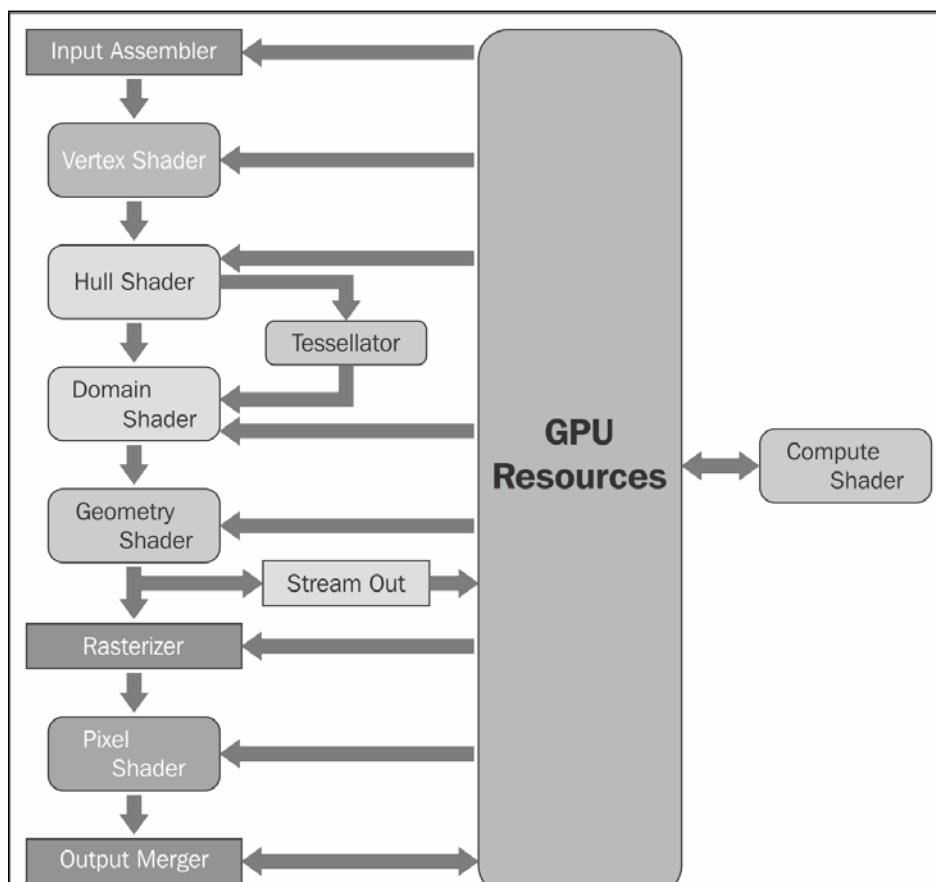 Input Assembler
Vertex Shader
Hull Shader
Tessellator
Domain
Shader
Geometry
Shader
Stream Out
Rasterizer
Pixel
Shader
Output Merger
GPU
Resources
Compute
Shader